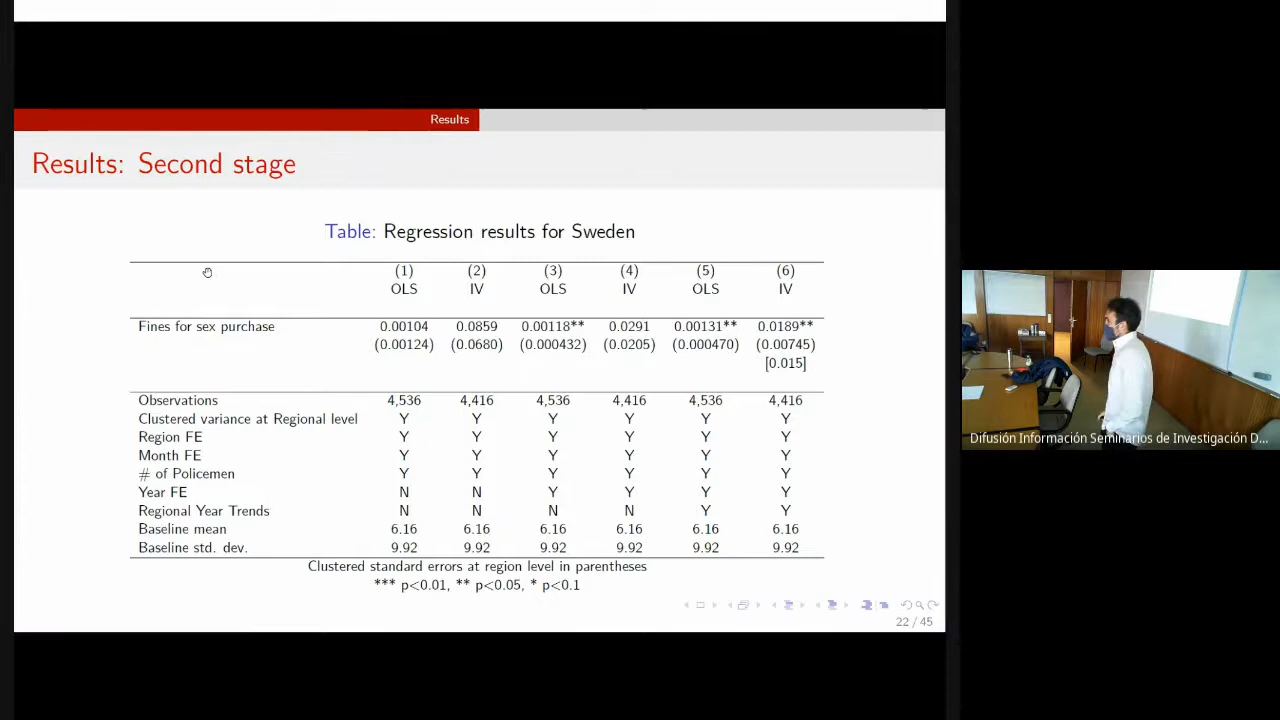 Results
Results: Second stage
Table: Regression results for Sweden
(1) (2) (3) (4) (5) (6)
OLS IV OLS IV OLS IV
Fines for sex purchase 0.00104 0.0859 0.00118** 0.0291 0.00131** 0.0189**
(0.00124) (0.0680) (0.000432) (0.0205) (0.000470) (0.00745)
[0.015]
Observations 4,536 4,416 4,536 4,416 4,536 4,416
Clustered variance at Regional level Y Y Y Y Y Y
Region FE Y Y Y Y Y Y
Month FE Y Y Y Y Y Y
# of Policemen Y Y Y Y Y Y
Year FE N N Y Y Y Y
Regional Year Trends N N N N Y Y
Baseline mean 6.16 6.16 6.16 6.16 6.16 6.16
Baseline std. dev. 9.92 9.92 9.92 9.92 9.92 9.92
Clustered standard errors at region level in parentheses
*** p<0.01, ** p<0.05, * p<0.1
22 / 45
Difusión Información Seminarios de Investigación D...